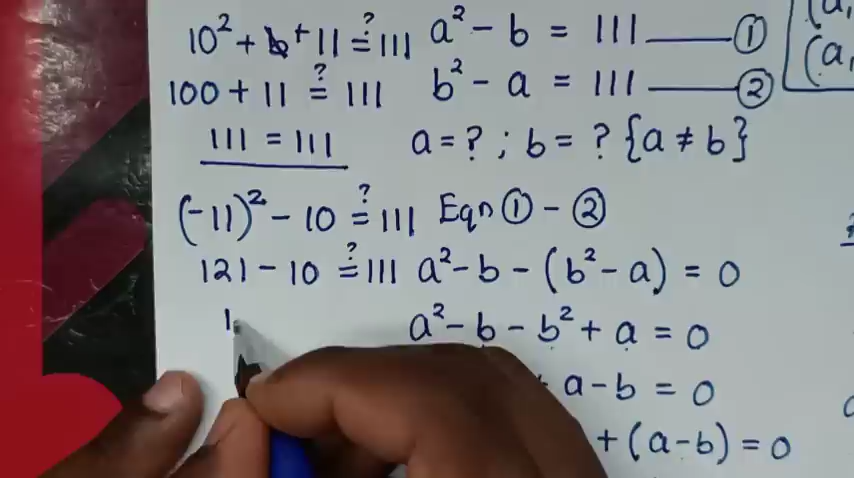 10² + 11 ≟ 111 a² - b = 111 ①
100 + 11 ≟ 111 b² - a = 111 ②
111 = 111 a = ? ; b = ? {a ≠ b}
(-11)² - 10 ≟ 111 Eqn ① - ②
121 - 10 ≟ 111 a² - b - (b² - a) = 0
1 a² - b - b² + a = 0
a - b = 0
+ (a - b) = 0
(a,
(a,